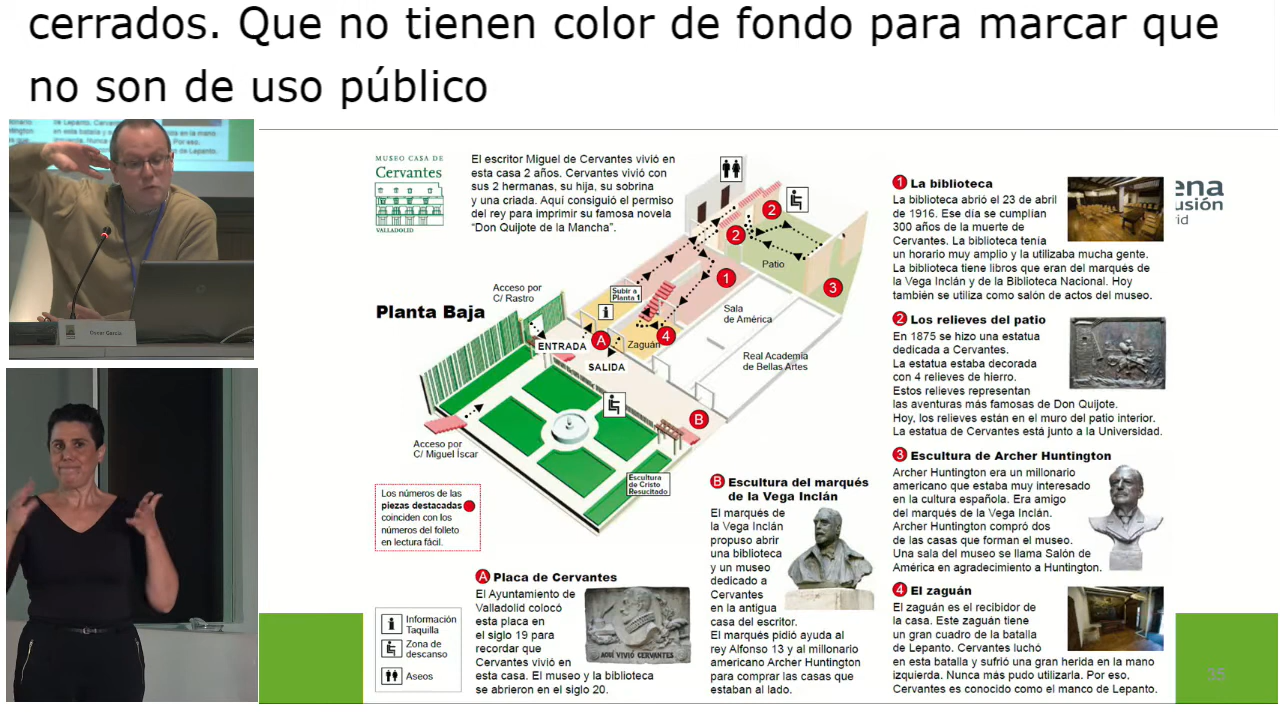 cerrados. Que no tienen color de fondo para marcar que
no son de uso público
Oscar García
MUSEO CASA DE
Cervantes
VALLADOLID
El escritor Miguel de Cervantes vivió en
esta casa 2 años. Cervantes vivió con
sus 2 hermanas, su hija, su sobrina
y una criada. Aquí consiguió el permiso
del rey para imprimir su famosa novela
“Don Quijote de la Mancha”.
Planta Baja
Acceso por
C/ Rastro
ENTRADA
SALIDA
A
Subir a
Planta 1
i
Zaguán
4
1
2
2
3
Patio
Sala
de América
Real Academia
de Bellas Artes
B
Acceso por
C/ Miguel Íscar
Escultura
de Cristo
Resucitado
Los números de las
piezas destacadas
coinciden con los
números del folleto
en lectura fácil.
i Información
Taquilla
Zona de
descanso
Aseos
A Placa de Cervantes
El Ayuntamiento de
Valladolid colocó
esta placa en
el siglo 19 para
recordar que
Cervantes vivió en
esta casa. El museo y la biblioteca
se abrieron en el siglo 20.
AQUÍ VIVIÓ CERVANTES
B Escultura del marqués
de la Vega Inclán
El marqués de
la Vega Inclán
propuso abrir
una biblioteca
y un museo
dedicado a
Cervantes
en la antigua
casa del escritor.
El marqués pidió ayuda al
rey Alfonso 13 y al millonario
americano Archer Huntington
para comprar las casas que
estaban al lado.
1 La biblioteca
La biblioteca abrió el 23 de abril
de 1916. Ese día se cumplían
300 años de la muerte de
Cervantes. La biblioteca tenía
un horario muy amplio y la utilizaba mucha gente.
La biblioteca tiene libros que eran del marqués de
la Vega Inclán y de la Biblioteca Nacional. Hoy
también se utiliza como salón de actos del museo.
2 Los relieves del patio
En 1875 se hizo una estatua
dedicada a Cervantes.
La estatua estaba decorada
con 4 relieves de hierro.
Estos relieves representan
las aventuras más famosas de Don Quijote.
Hoy, los relieves están en el muro del patio interior.
La estatua de Cervantes está junto a la Universidad.
3 Escultura de Archer Huntington
Archer Huntington era un millonario
americano que estaba muy interesado
en la cultura española. Era amigo
del marqués de la Vega Inclán.
Archer Huntington compró dos
de las casas que forman el museo.
Una sala del museo se llama Salón de
América en agradecimiento a Huntington.
4 El zaguán
El zaguán es el recibidor de
la casa. Este zaguán tiene
un gran cuadro de la batalla
de Lepanto. Cervantes luchó
en esta batalla y sufrió una gran herida en la mano
izquierda. Nunca más pudo utilizarla. Por eso,
Cervantes es conocido como el manco de Lepanto.
ena
usión
rid
35